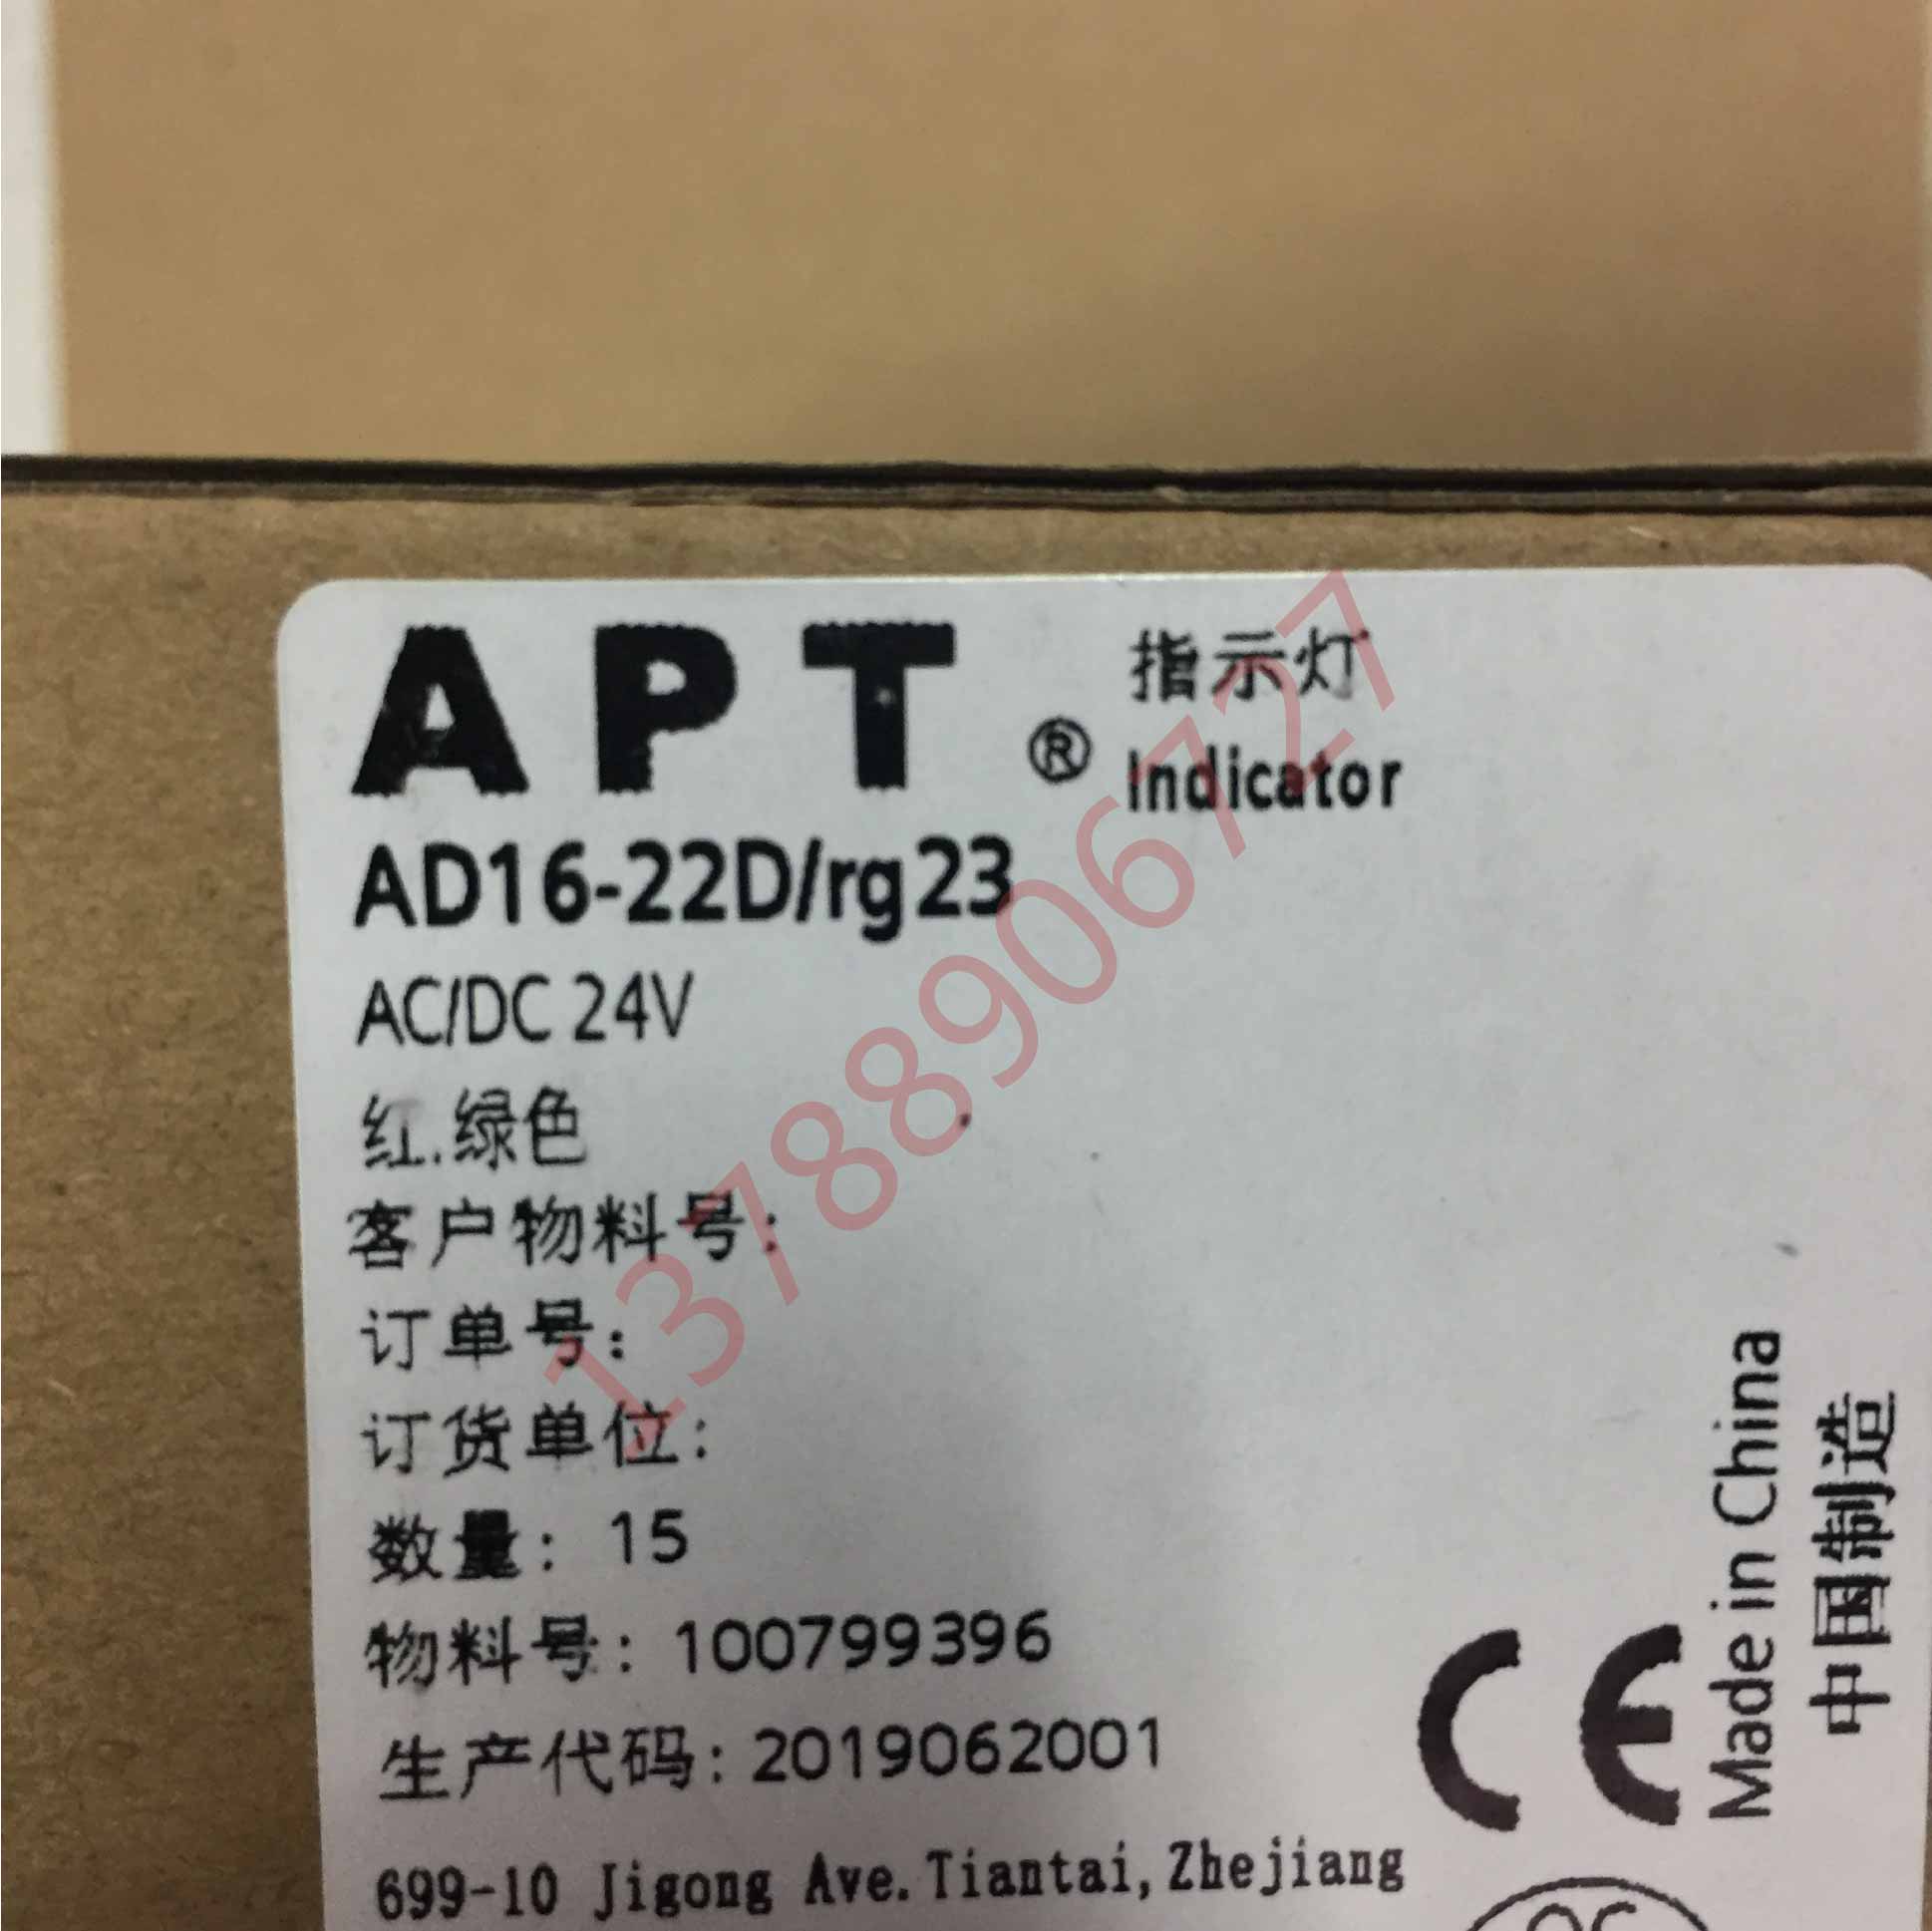 APT®
指示灯
Indicator
AD16-22D/rg23
AC/DC 24V
红.绿色
客户物料号:
订单号:
订货单位:
数量: 15
物料号: 100799396
生产代码: 2019062001
699-10 Jigong Ave. Tiantai, Zhejiang
CE
Made in China
中国制造
13788906727